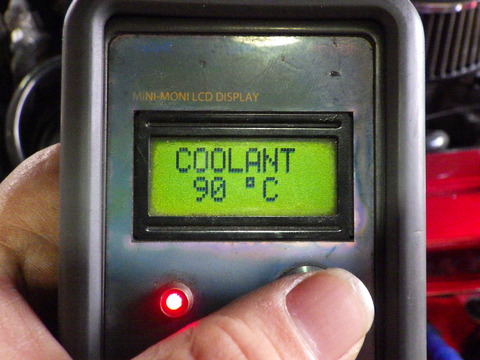 MINI-MONI LCD DISPLAY
COOLANT
90 °C